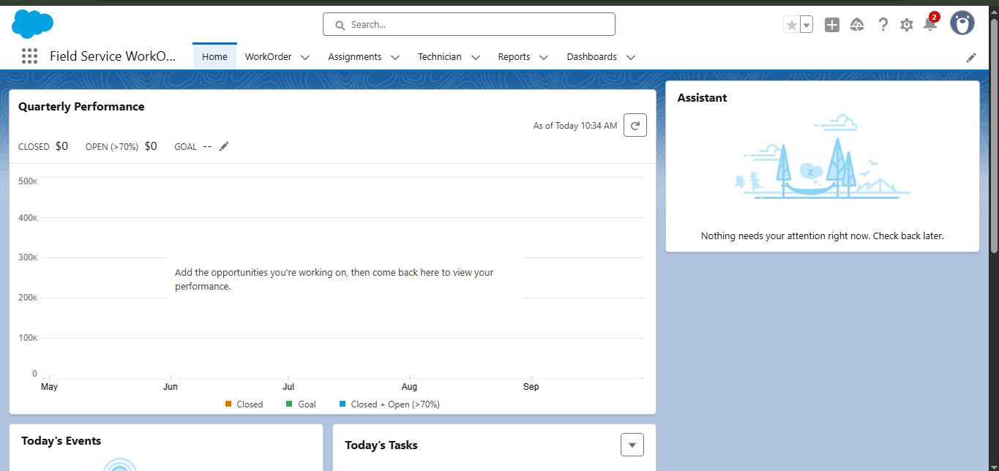 Search...
2
Field Service WorkO...
Home
WorkOrder
Assignments
Technician
Reports
Dashboards
Quarterly Performance
As of Today 10:34 AM
CLOSED $0 OPEN (>70%) $0 GOAL --
500K
400K
300K
200K
100K
0
Add the opportunities you're working on, then come back here to view your
performance.
May Jun Jul Aug Sep
Closed Goal Closed + Open (>70%)
Assistant
z
Nothing needs your attention right now. Check back later.
Today's Events
Today's Tasks